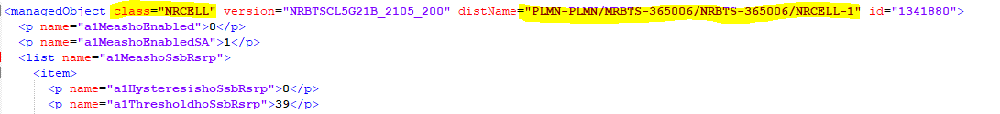 <managedObject class="NRCELL" version="NRBTSCL5G21B_2105_200" distName="PLMN-PLMN/MRBTS-365006/NRBTS-365006/NRCELL-1" id="1341880">
<p name="a1MeashoEnabled">0</p>
<p name="a1MeashoEnabledSA">1</p>
<list name="a1MeashoSsbRsrp">
<item>
<p name="a1HysteresishoSsbRsrp">0</p>
<p name="a1ThresholdhoSsbRsrp">39</p>